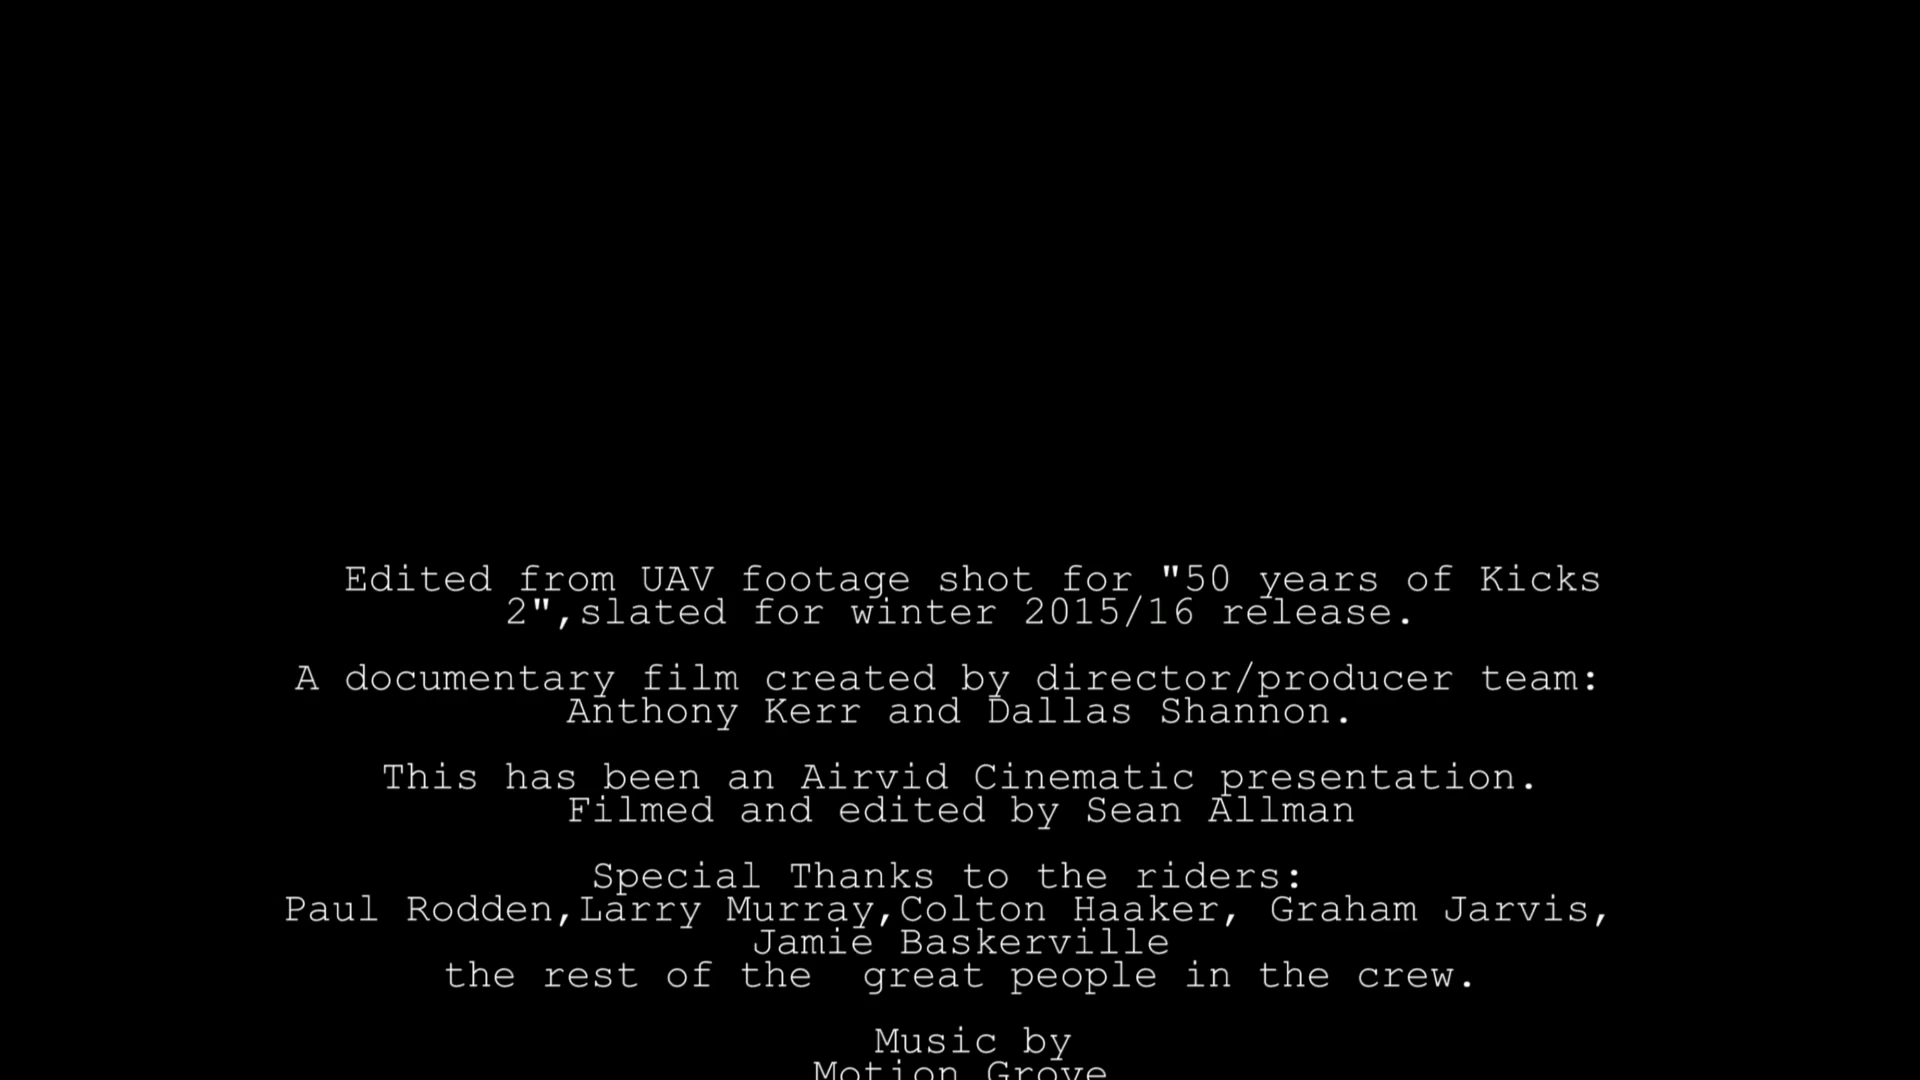 Edited from UAV footage shot for "50 years of Kicks
2",slated for winter 2015/16 release.
A documentary film created by director/producer team:
Anthony Kerr and Dallas Shannon.
This has been an Airvid Cinematic presentation.
Filmed and edited by Sean Allman
Special Thanks to the riders:
Paul Rodden,Larry Murray,Colton Haaker, Graham Jarvis,
Jamie Baskerville
the rest of the  great people in the crew.
Music by
Motion Grove